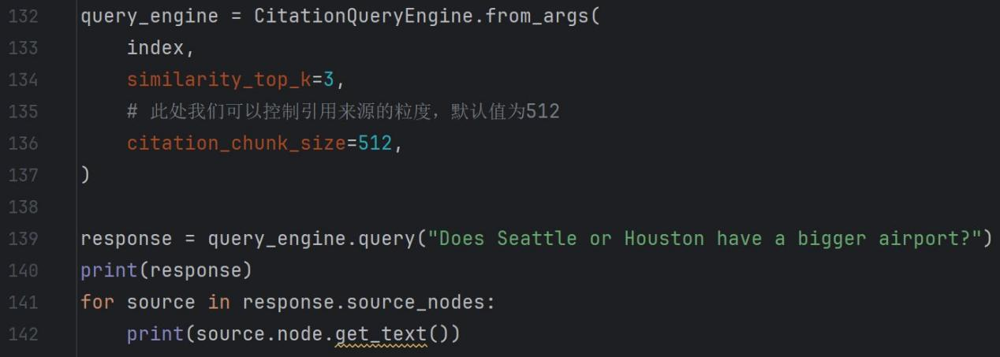 132 query_engine = CitationQueryEngine.from_args(
133     index,
134     similarity_top_k=3,
135     # 此处我们可以控制引用来源的粒度，默认值为512
136     citation_chunk_size=512,
137 )
138
139 response = query_engine.query("Does Seattle or Houston have a bigger airport?")
140 print(response)
141 for source in response.source_nodes:
142     print(source.node.get_text())